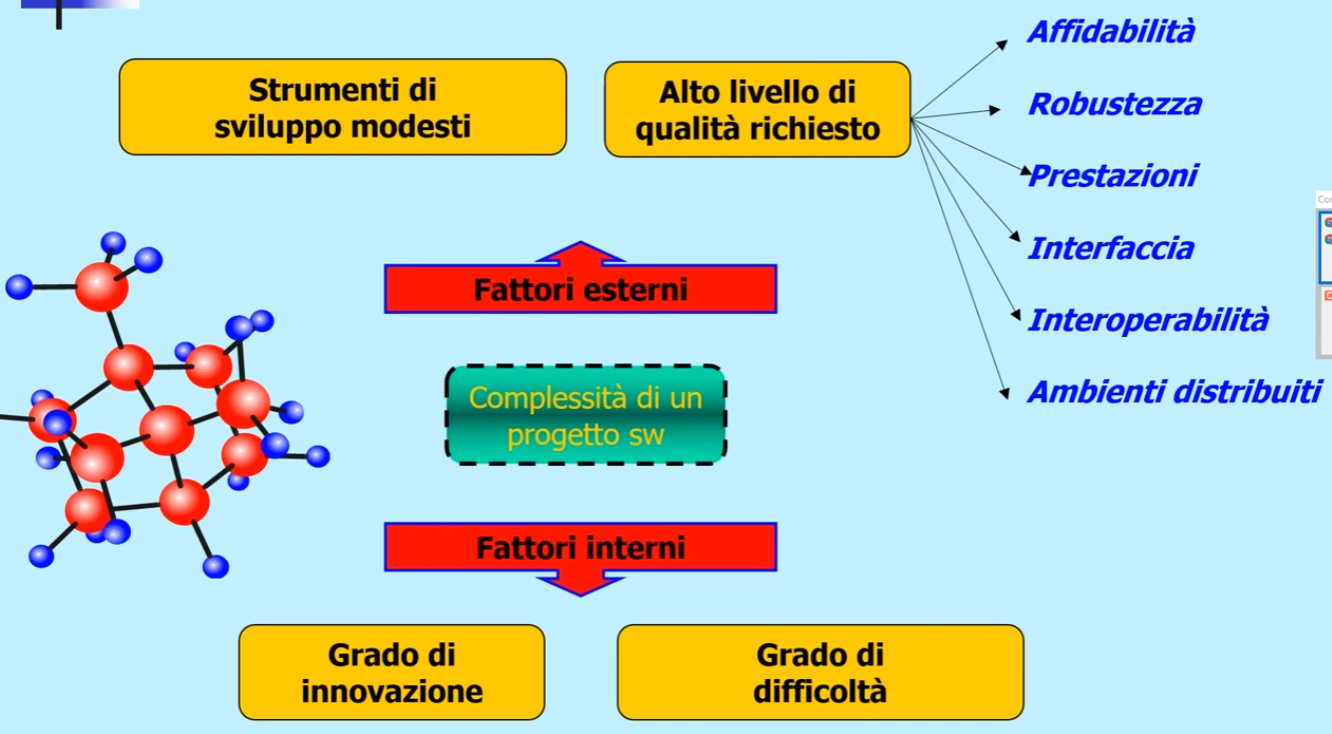 Strumenti di
sviluppo modesti
Alto livello di
qualità richiesto
Affidabilità
Robustezza
Prestazioni
Interfaccia
Interoperabilità
Ambienti distribuiti
Fattori esterni
Complessità di un
progetto sw
Fattori interni
Grado di
innovazione
Grado di
difficoltà